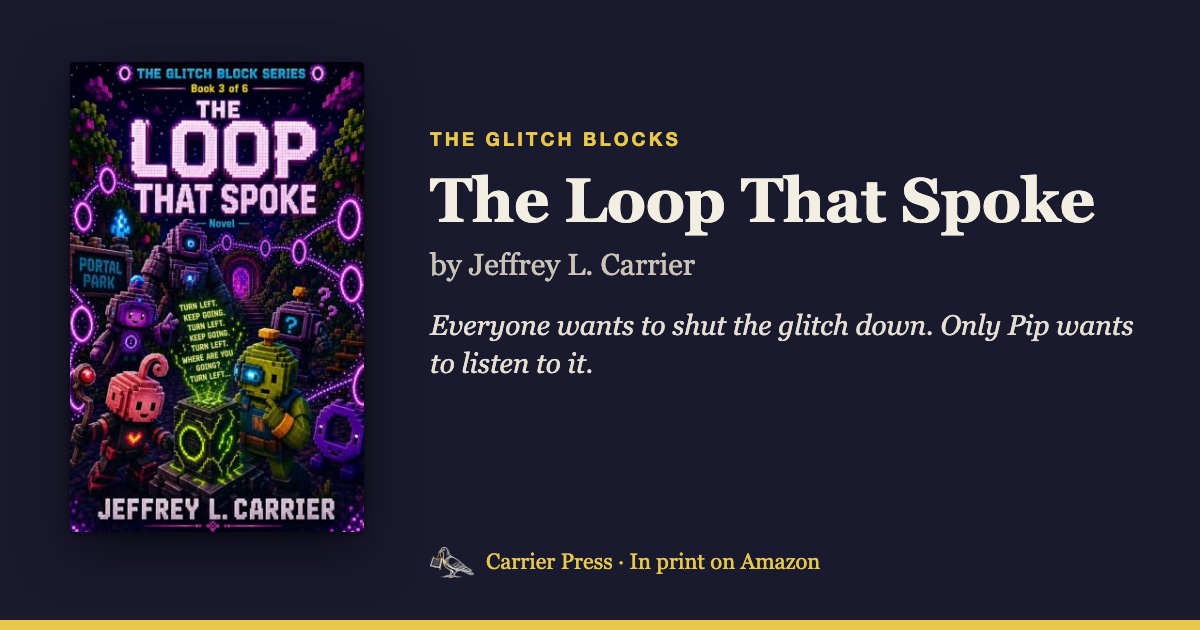 THE GLITCH BLOCK SERIES
Book 3 of 6
THE
LOOP
THAT SPOKE
Novel
PORTAL
PARK
TURN LEFT.
KEEP GOING.
TURN LEFT.
KEEP GOING.
TURN LEFT.
WHERE ARE YOU
GOING?
TURN LEFT...
?
? ? ?
N
JEFFREY L. CARRIER
THE GLITCH BLOCKS
The Loop That Spoke
by Jeffrey L. Carrier
Everyone wants to shut the glitch down. Only Pip wants
to listen to it.
Carrier Press · In print on Amazon